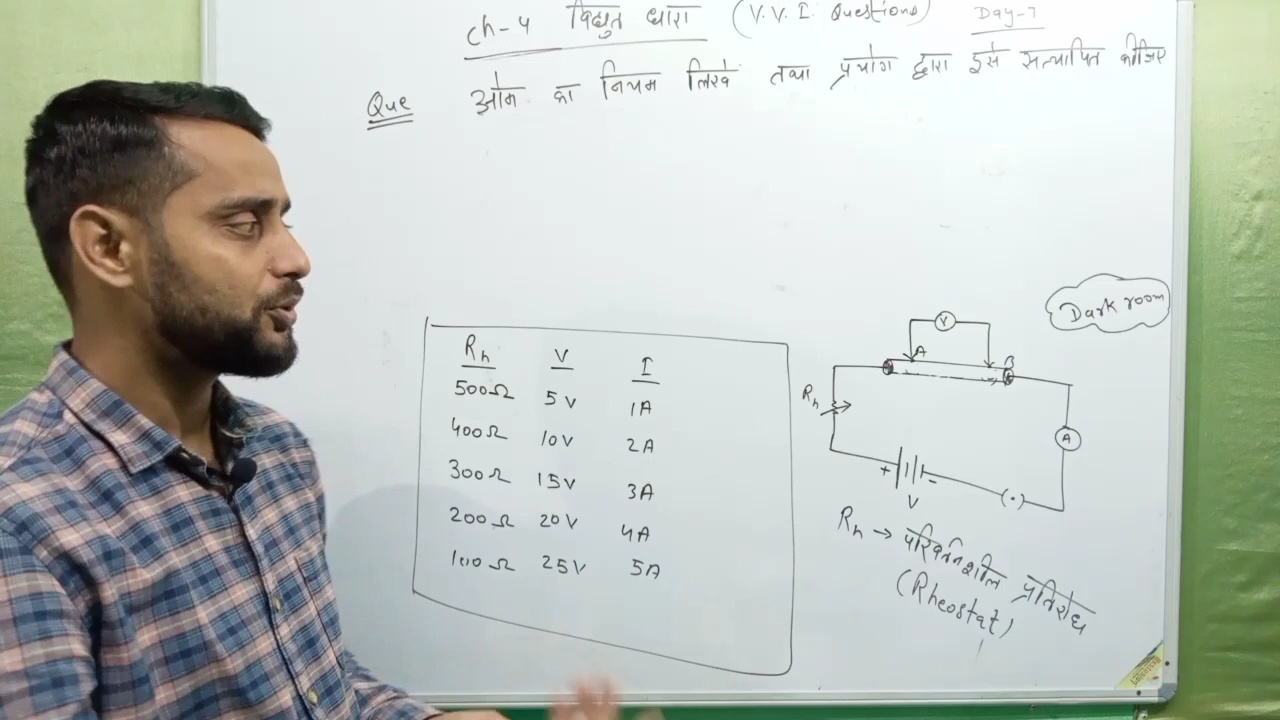 Ch-4 विद्युत धारा (V.V.I. Questions) Day-7
Que ओम का नियम लिखे तथा प्रयोग द्वारा इसे सत्यापित कीजिए
Dark room
Rh V I
500Ω 5V 1A
400Ω 10V 2A
300Ω 15V 3A
200Ω 20V 4A
100Ω 25V 5A
V
A B
Rh
A
+ -
V
(·)
Rh → परिवर्तनशील प्रतिरोध
(Rheostat)